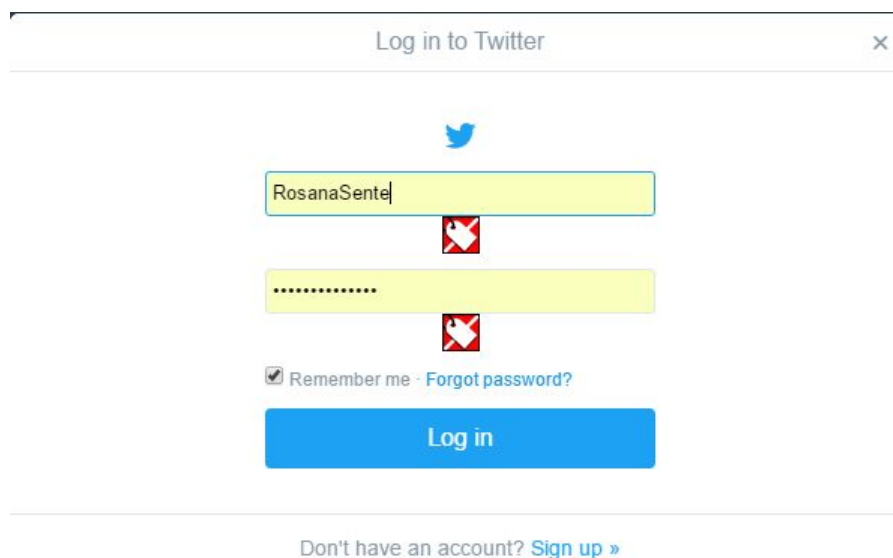 Log in to Twitter ×
RosanaSente
••••••••••••••
Remember me · Forgot password?
Log in
Don't have an account? Sign up »